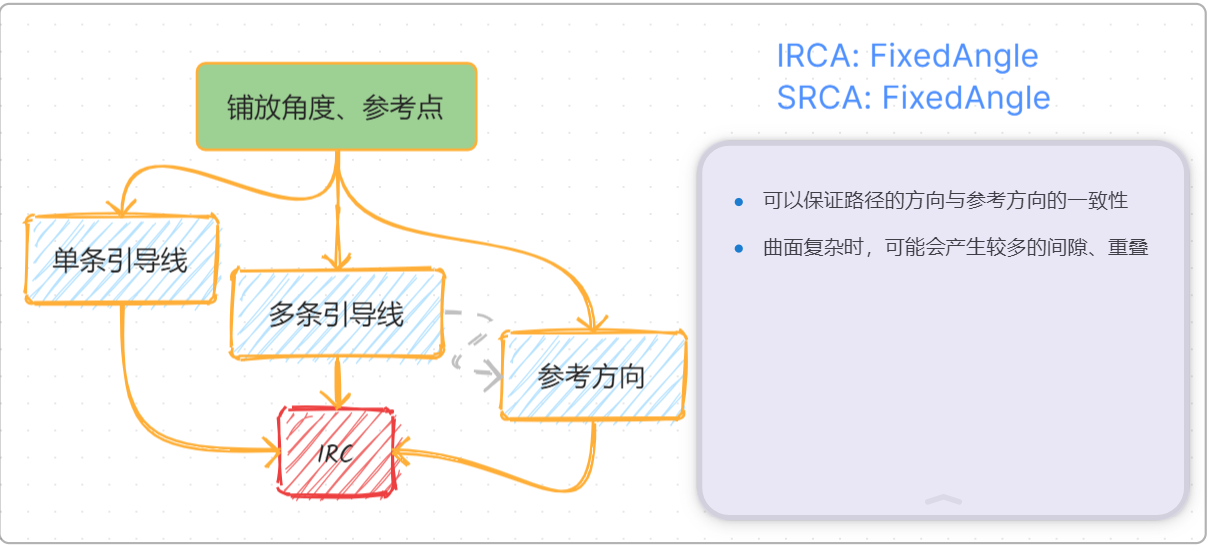 铺放角度、参考点
单条引导线
多条引导线
参考方向
IRC
IRCA: FixedAngle
SRCA: FixedAngle
可以保证路径的方向与参考方向的一致性
曲面复杂时，可能会产生较多的间隙、重叠